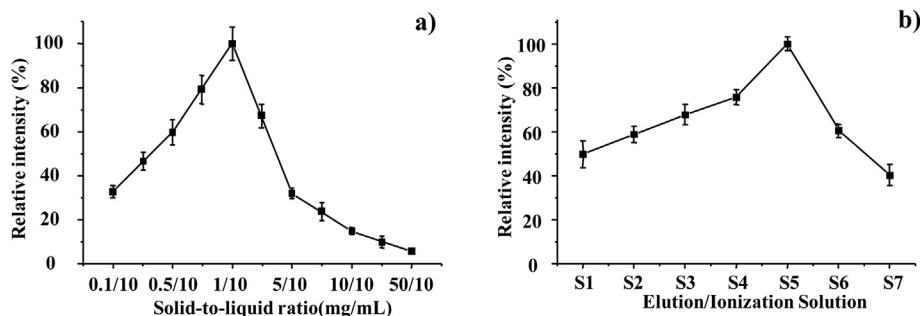 a)
Relative intensity (%)
100
80
60
40
20
0
0.1/10 0.5/10 1/10 5/10 10/10 50/10
Solid-to-liquid ratio(mg/mL)
b)
Relative intensity (%)
100
80
60
40
20
0
S1 S2 S3 S4 S5 S6 S7
Elution/Ionization Solution